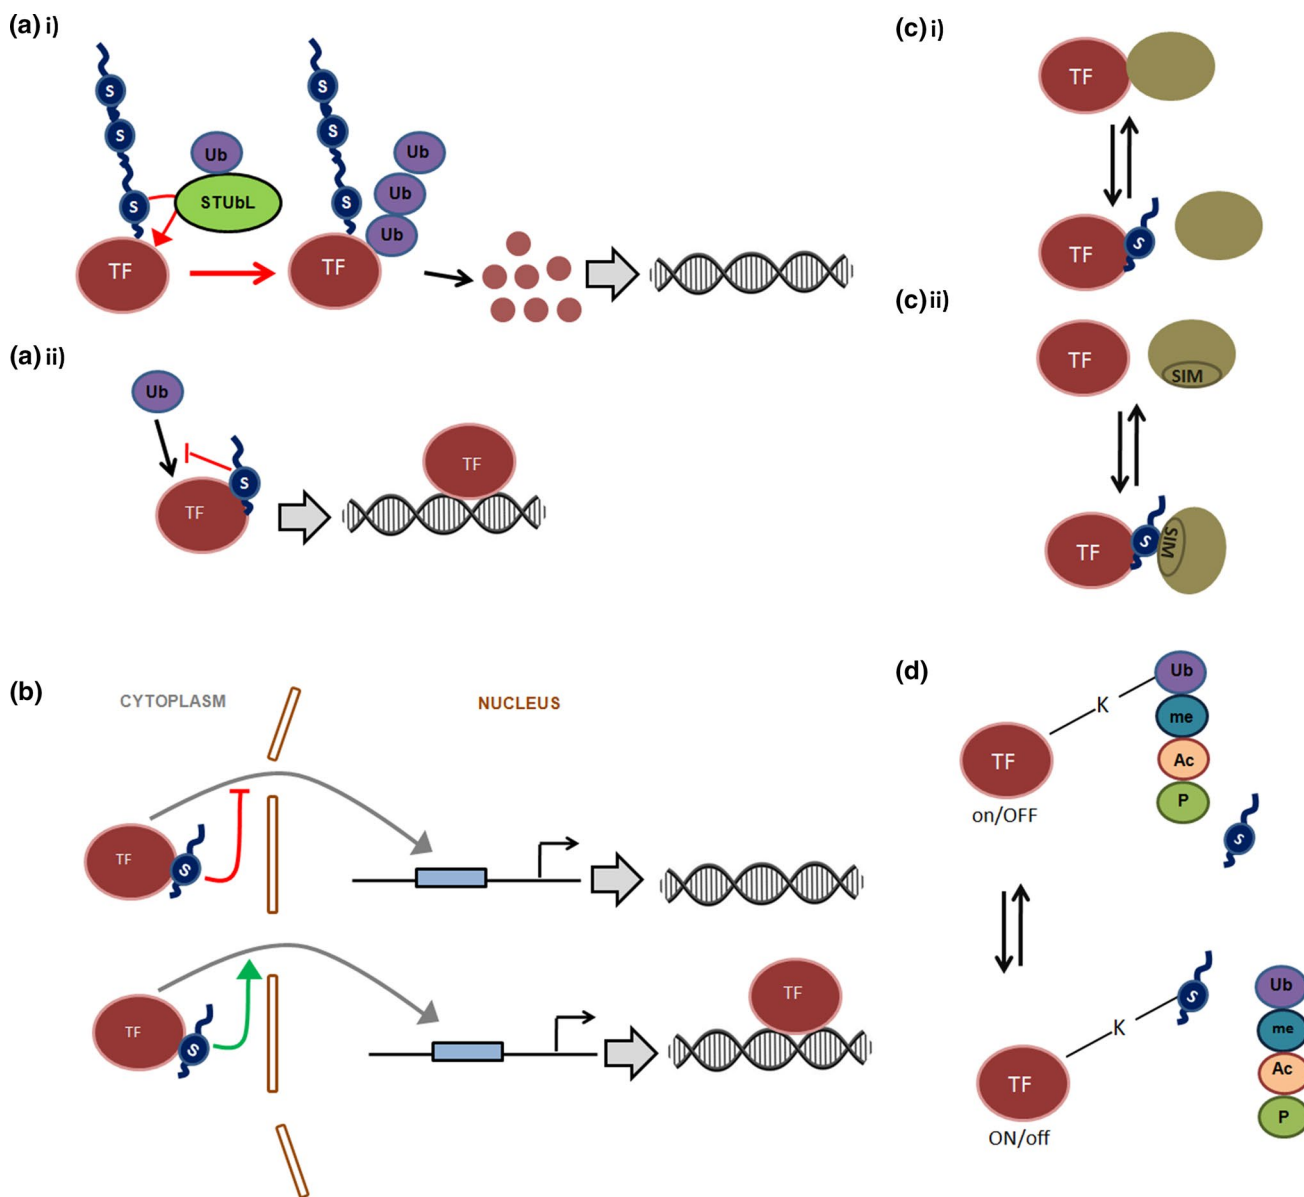 (a) i)
S
S
S
Ub
STUbL
TF
S
S
S
Ub
Ub
Ub
TF
(a) ii)
Ub
S
TF
TF
(b)
CYTOPLASM
NUCLEUS
TF
S
TF
S
TF
(c) i)
TF
TF
S
(c) ii)
TF
SIM
TF
S
SIM
(d)
Ub
K
me
TF
Ac
P
on/OFF
S
S
Ub
K
me
TF
Ac
P
ON/off